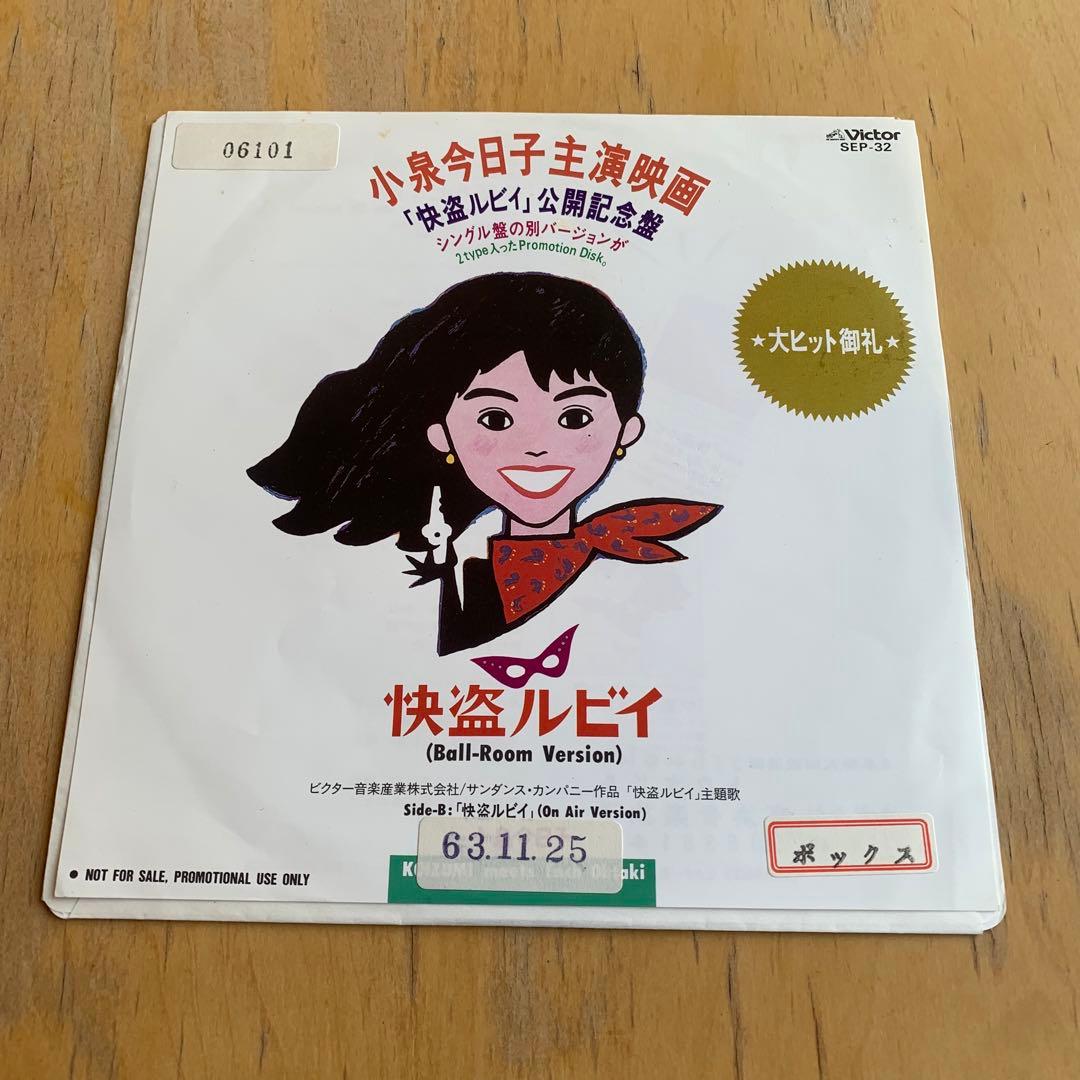 06101
Victor
SEP-32
小泉今日子主演映画
「快盗ルビイ」公開記念盤
シングル盤の別バージョンが
2type入ったPromotion Disk。
★大ヒット御礼★
快盗ルビイ
(Ball-Room Version)
ビクター音楽産業株式会社/サンダンス・カンパニー作品「快盗ルビイ」主題歌
Side-B:「快盗ルビイ」(On Air Version)
63.11.25
ボックス
● NOT FOR SALE, PROMOTIONAL USE ONLY
KOIZUMI meets